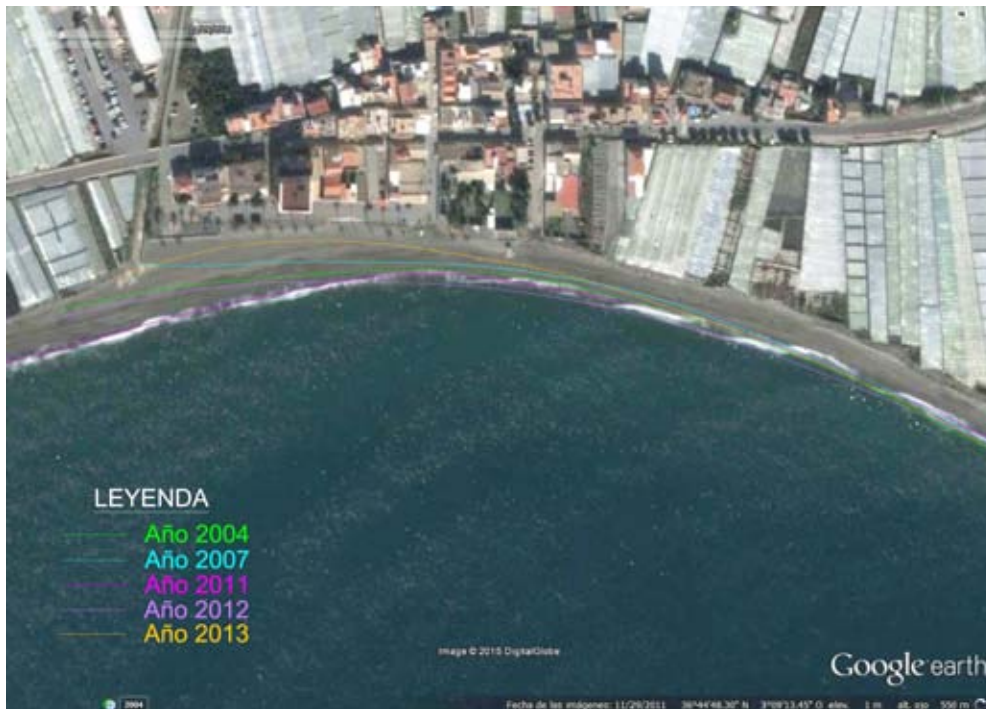 LEYENDA
Año 2004
Año 2007
Año 2011
Año 2012
Año 2013
Image © 2015 DigitalGlobe
Google earth
2004
Fecha de las imágenes: 11/29/2011 36°44'48.30" N 3°09'13.45" O elev. 1 m alt. ojo 550 m